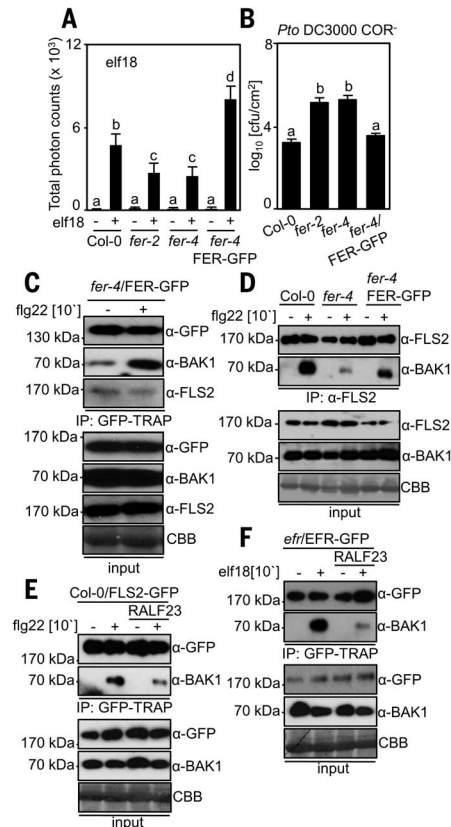 A
Total photon counts (x 10³)
12
6
0
elf18
a b a c a c a d
elf18 - + - + - + - +
Col-0 fer-2 fer-4 fer-4
FER-GFP
B
Pto DC3000 COR-
log10 [cfu/cm²]
8
4
0
a b b a
Col-0
fer-2
fer-4
fer-4/
FER-GFP
C
fer-4/FER-GFP
flg22 [10`] - +
130 kDa α-GFP
70 kDa α-BAK1
170 kDa α-FLS2
IP: GFP-TRAP
170 kDa α-GFP
70 kDa α-BAK1
170 kDa α-FLS2
CBB
input
D
Col-0 fer-4 fer-4
FER-GFP
flg22 [10`] - + - + - +
170 kDa α-FLS2
70 kDa α-BAK1
IP: α-FLS2
170 kDa α-FLS2
70 kDa α-BAK1
CBB
input
E
Col-0/FLS2-GFP
RALF23
flg22 [10`] - + - +
170 kDa α-GFP
70 kDa α-BAK1
IP: GFP-TRAP
170 kDa α-GFP
70 kDa α-BAK1
CBB
input
F
efr/EFR-GFP
RALF23
elf18[10`] - + - +
170 kDa α-GFP
70 kDa α-BAK1
IP: GFP-TRAP
170 kDa α-GFP
70 kDa α-BAK1
CBB
input